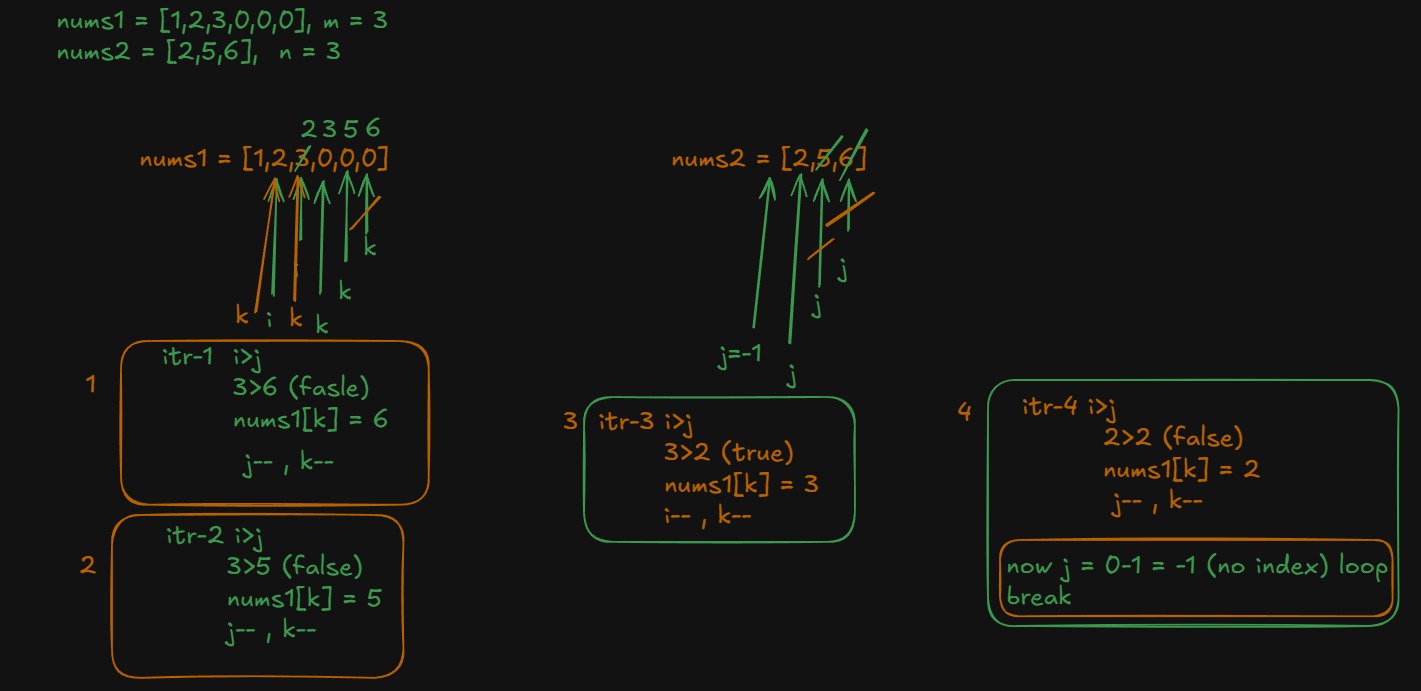 nums1 = [1,2,3,0,0,0], m = 3
nums2 = [2,5,6], n = 3
2 3 5 6
nums1 = [1,2,3,0,0,0]
k
k
k i k k
nums2 = [2,5,6]
j
j
j=-1
j
1
itr-1 i>j
3>6 (fasle)
nums1[k] = 6
j-- , k--
2
itr-2 i>j
3>5 (false)
nums1[k] = 5
j-- , k--
3
itr-3 i>j
3>2 (true)
nums1[k] = 3
i-- , k--
4
itr-4 i>j
2>2 (false)
nums1[k] = 2
j-- , k--
now j = 0-1 = -1 (no index) loop
break